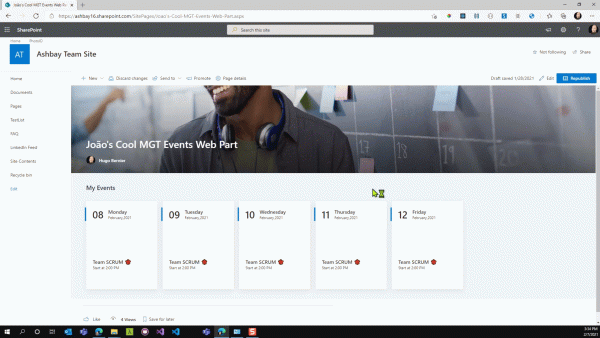 João's Cool MGT Events Web Part
https://ashbay16.sharepoint.com/SitePages/Joao's-Cool-MGT-Events-Web-Part.aspx
SharePoint
Search this site
Home
AT
Ashbay Team Site
Not following
Share
Home
Documents
Pages
TestList
FAQ
LinkedIn Feed
Site Contents
Recycle bin
Edit
New
Discard changes
Send to
Promote
Page details
Draft saved 1/28/2021
Edit
Republish
João's Cool MGT Events Web Part
Hugo Bernier
My Events
08 Monday
February,2021
Team SCRUM
Start at 2:00 PM
09 Tuesday
February,2021
Team SCRUM
Start at 2:00 PM
10 Wednesday
February,2021
Team SCRUM
Start at 2:00 PM
11 Thursday
February,2021
Team SCRUM
Start at 2:00 PM
12 Friday
February,2021
Team SCRUM
Start at 2:00 PM
Like
4 Views
Save for later
3:34 PM
2/7/2021